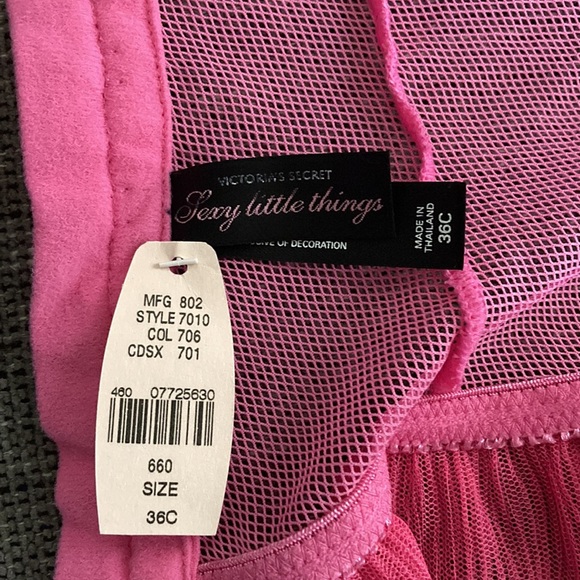 VICTORIA'S SECRET
Sexy little things
OF DECORATION
MADE IN
THAILAND
36C
MFG 802
STYLE 7010
COL 706
CDSX 701
460 07725630
660
SIZE
36C